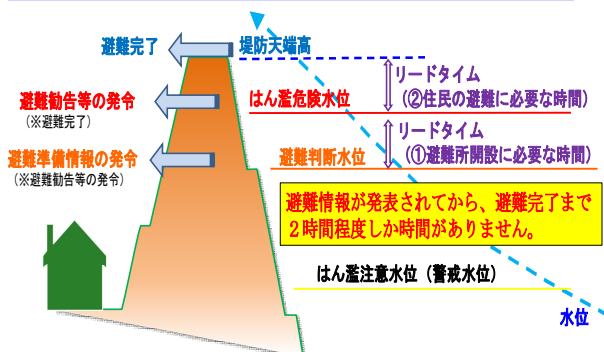 避難完了
堤防天端高
リードタイム
（②住民の避難に必要な時間）
避難勧告等の発令
（※避難完了）
はん濫危険水位
リードタイム
（①避難所開設に必要な時間）
避難準備情報の発令
（※避難勧告等の発令）
避難判断水位
避難情報が発表されてから、避難完了まで
２時間程度しか時間がありません。
はん濫注意水位（警戒水位）
水位